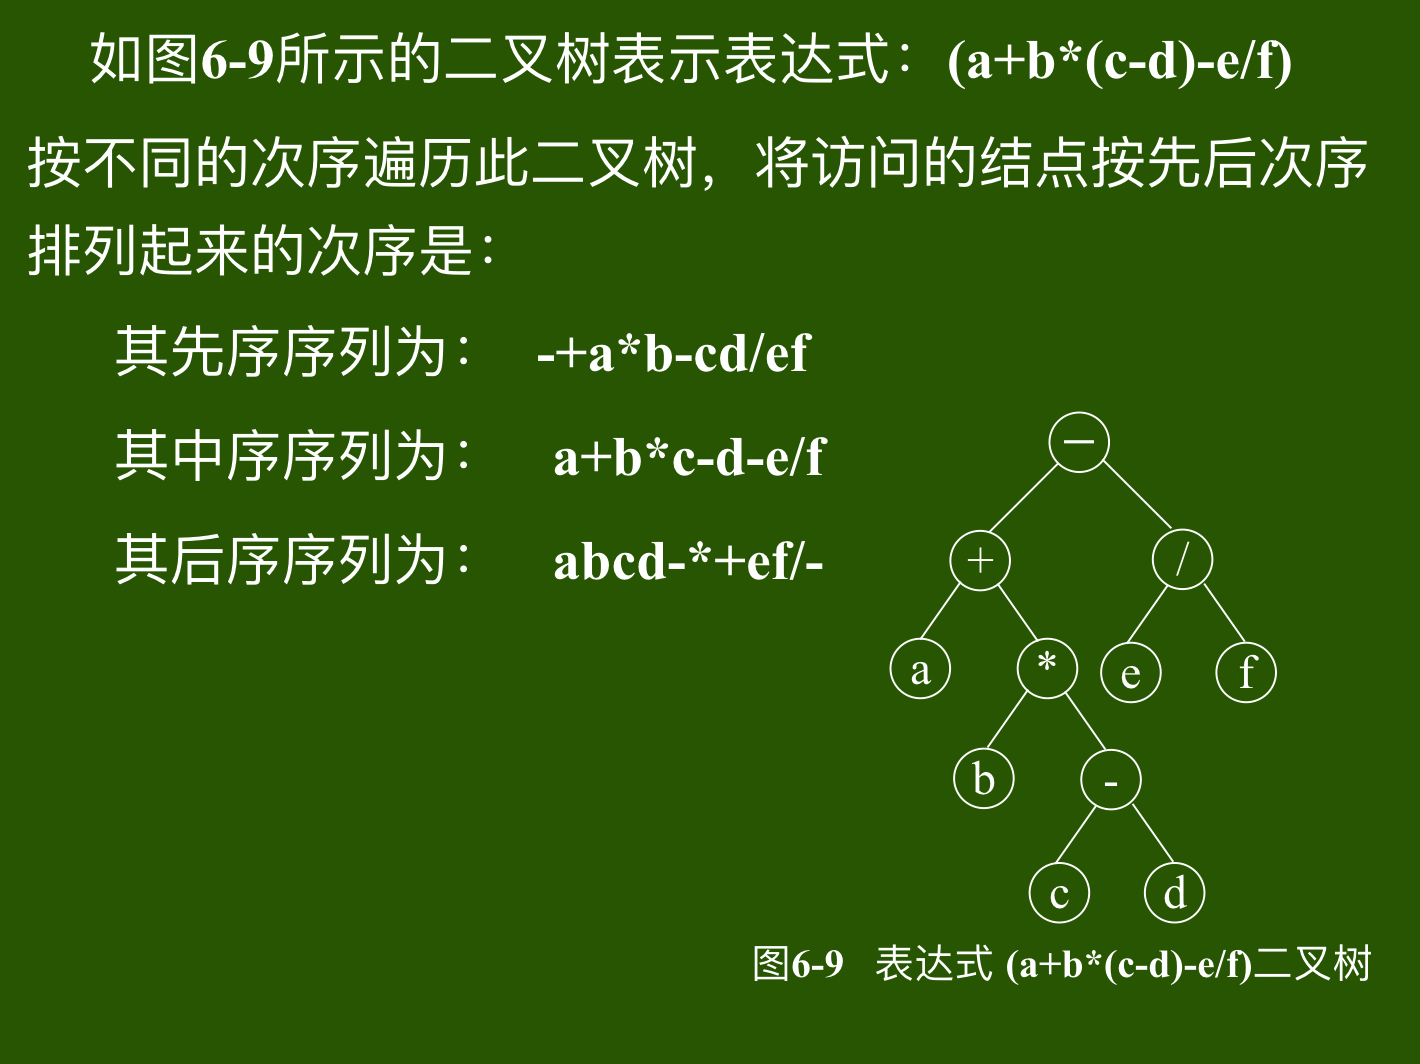 如图6-9所示的二叉树表示表达式：(a+b*(c-d)-e/f)
按不同的次序遍历此二叉树，将访问的结点按先后次序
排列起来的次序是：
其先序序列为： -+a*b-cd/ef
其中序序列为： a+b*c-d-e/f
其后序序列为： abcd-*+ef/-
—
+ /
a * e f
b -
c d
图6-9 表达式 (a+b*(c-d)-e/f)二叉树